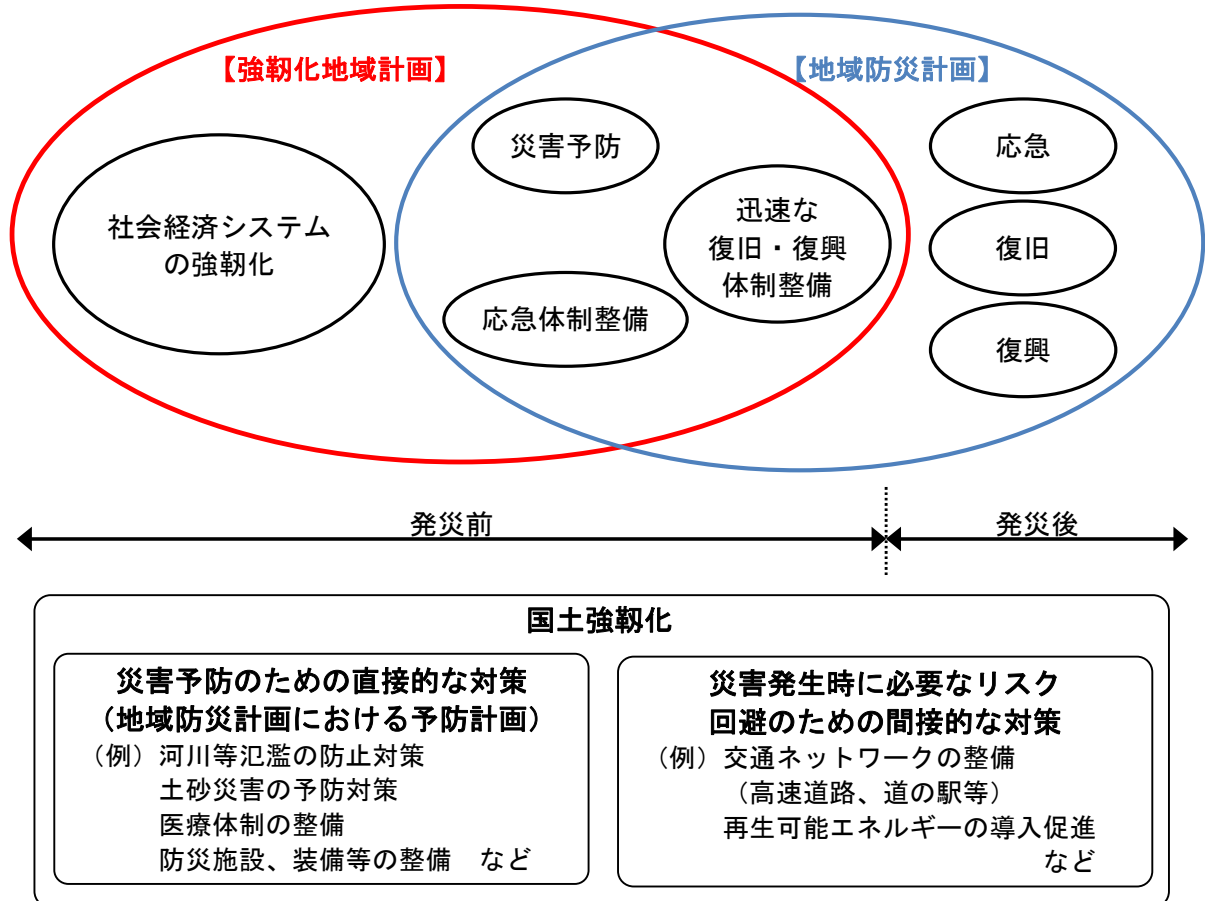 【強靱化地域計画】
【地域防災計画】
社会経済システム
の強靱化
災害予防
応急体制整備
迅速な
復旧・復興
体制整備
応急
復旧
復興
発災前
発災後
国土強靱化
災害予防のための直接的な対策
（地域防災計画における予防計画）
（例）河川等氾濫の防止対策
土砂災害の予防対策
医療体制の整備
防災施設、装備等の整備　など
災害発生時に必要なリスク
回避のための間接的な対策
（例）交通ネットワークの整備
（高速道路、道の駅等）
再生可能エネルギーの導入促進
など